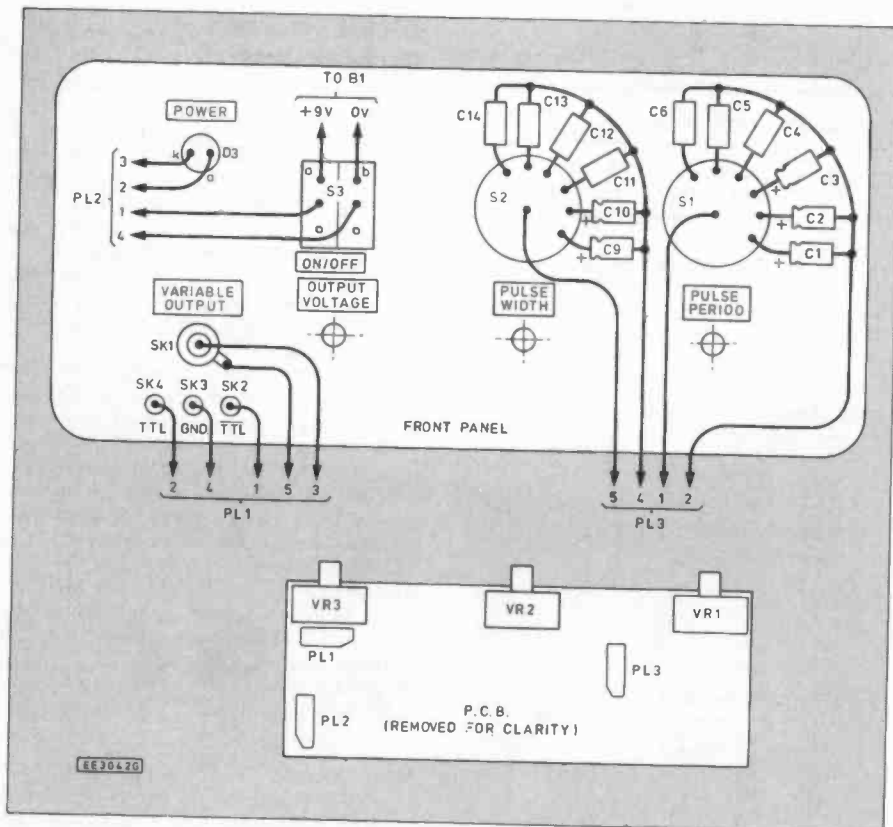 TO B1
POWER
+9V 0V
k D3
a
3
2
PL2
1
4
a b
S3
ON/OFF
VARIABLE OUTPUT
OUTPUT VOLTAGE
SK1
SK4 SK3 SK2
TTL GND TTL
C14 C13
C12
C11
S2
+ C10
+ C9
PULSE WIDTH
C6 C5
C4
+ C3
S1
+ C2
+ C1
PULSE PERIOD
FRONT PANEL
2 4 1 5 3
PL1
5 4 1 2
PL3
VR3 VR2 VR1
PL1
PL3
PL2
P.C.B.
(REMOVED FOR CLARITY)
EE3042G